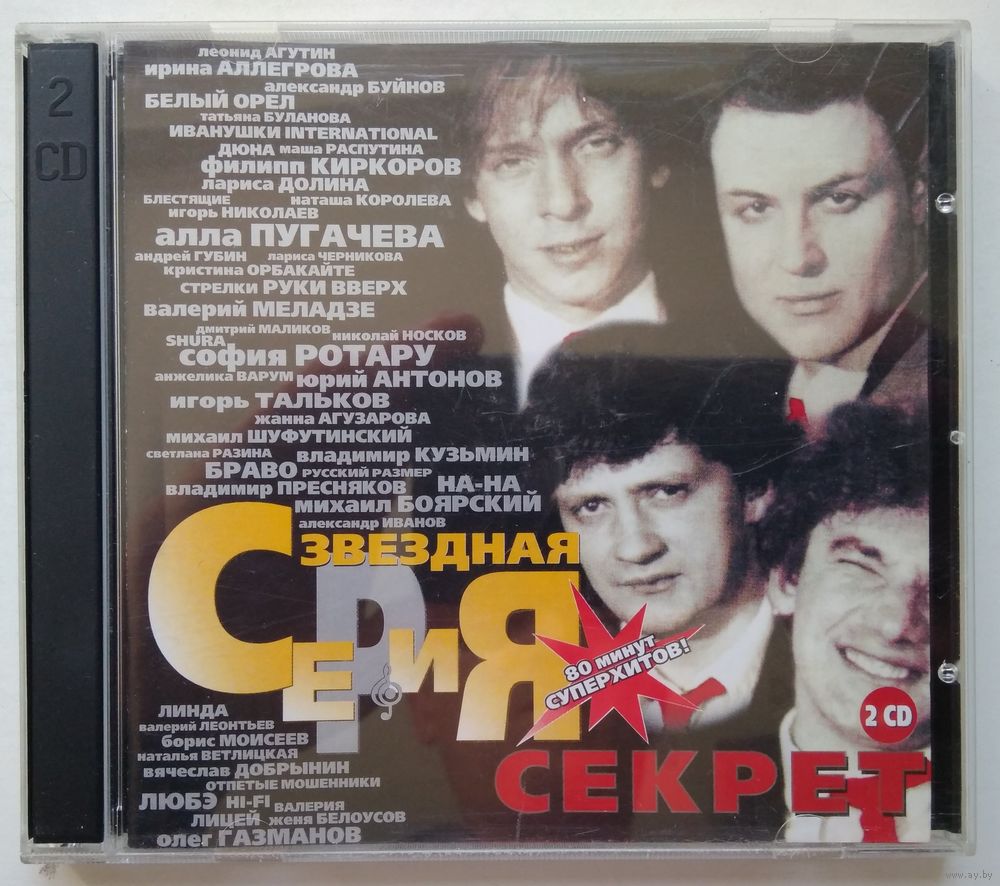 2
CD
леонид АГУТИН
ирина АЛЛЕГРОВА
александр БУЙНОВ
БЕЛЫЙ ОРЕЛ
татьяна БУЛАНОВА
ИВАНУШКИ INTERNATIONAL
ДЮНА маша РАСПУТИНА
филипп КИРКОРОВ
лариса ДОЛИНА
БЛЕСТЯЩИЕ наташа КОРОЛЕВА
игорь НИКОЛАЕВ
алла ПУГАЧЕВА
андрей ГУБИН лариса ЧЕРНИКОВА
кристина ОРБАКАЙТЕ
СТРЕЛКИ РУКИ ВВЕРХ
валерий МЕЛАДЗЕ
дмитрий МАЛИКОВ
SHURA николай НОСКОВ
софия РОТАРУ
анжелика ВАРУМ юрий АНТОНОВ
игорь ТАЛЬКОВ
жанна АГУЗАРОВА
михаил ШУФУТИНСКИЙ
светлана РАЗИНА владимир КУЗЬМИН
БРАВО РУССКИЙ РАЗМЕР
владимир ПРЕСНЯКОВ НА-НА
михаил БОЯРСКИЙ
александр ИВАНОВ
ЗВЕЗДНАЯ
СЕРИЯ
80 минут
СУПЕРХИТОВ!
2 CD
СЕКРЕТ
ЛИНДА
валерий ЛЕОНТЬЕВ
борис МОИСЕЕВ
наталья ВЕТЛИЦКАЯ
вячеслав ДОБРЫНИН
ОТПЕТЫЕ МОШЕННИКИ
ЛЮБЭ HI-FI ВАЛЕРИЯ
ЛИЦЕЙ женя БЕЛОУСОВ
олег ГАЗМАНОВ
www.ay.by